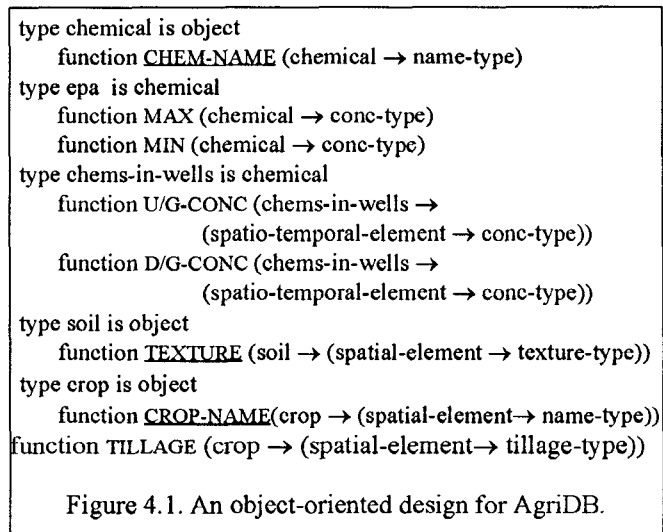 type chemical is object
function CHEM-NAME (chemical → name-type)
type epa is chemical
function MAX (chemical → conc-type)
function MIN (chemical → conc-type)
type chems-in-wells is chemical
function U/G-CONC (chems-in-wells →
(spatio-temporal-element → conc-type))
function D/G-CONC (chems-in-wells →
(spatio-temporal-element → conc-type))
type soil is object
function TEXTURE (soil → (spatial-element → texture-type))
type crop is object
function CROP-NAME(crop → (spatial-element→ name-type))
function TILLAGE (crop → (spatial-element→ tillage-type))
Figure 4.1. An object-oriented design for AgriDB.